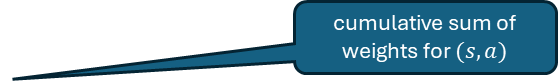 cumulative sum of
weights for (s, a)